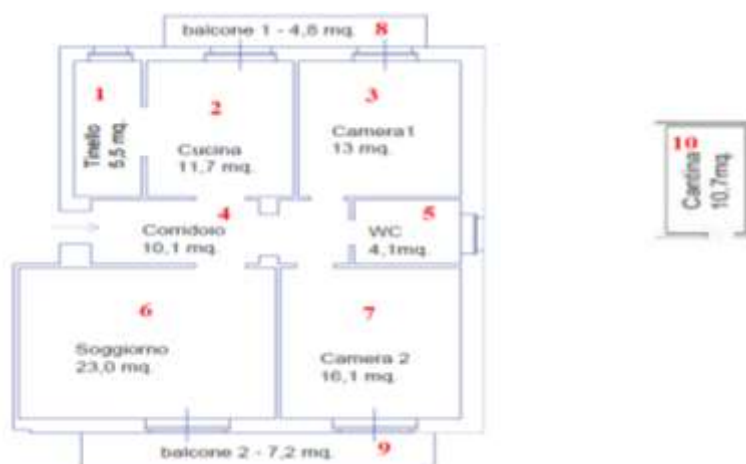 balcone 1 - 4,8 mq. 8
1
Tinello
5,5 mq.
2
Cucina
11,7 mq.
3
Camera1
13 mq.
4
Corridoio
10,1 mq.
5
WC
4,1mq.
6
Soggiorno
23,0 mq.
7
Camera 2
16,1 mq.
balcone 2 - 7,2 mq. 9
10
Cantina
10.7mq.